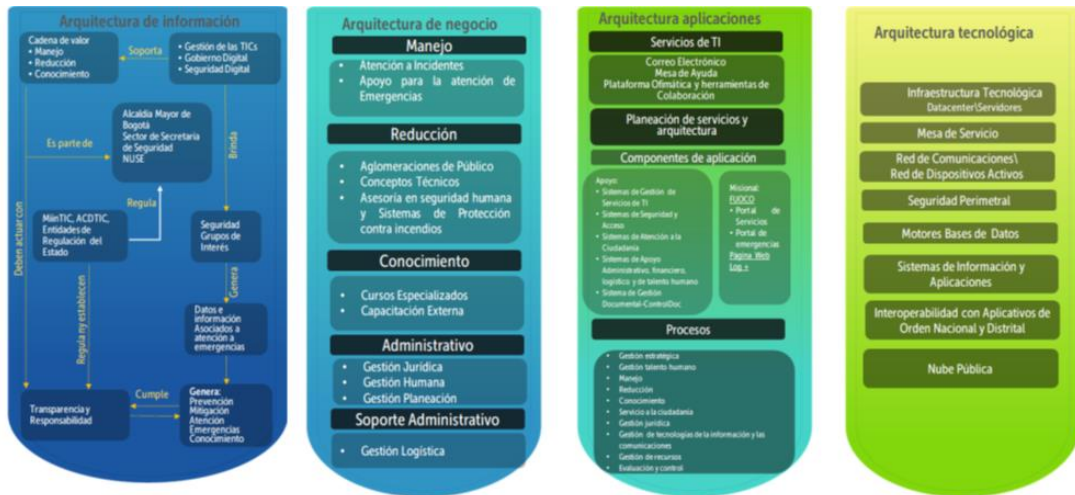 Arquitectura de información
Cadena de valor
• Manejo
• Reducción
• Conocimiento
Soporta
• Gestión de las TICs
• Gobierno Digital
• Seguridad Digital
Alcaldía Mayor de
Bogotá
Sector de Secretaría
de Seguridad
NUSE
Es parte de
Brinda
Regula
Deben actuar con
MiinTIC, ACDTIC,
Entidades de
Regulación del
Estado
Seguridad
Grupos de
Interés
Genera
Regula ny establecen
Datos e
información
Asociados a
atención a
emergencias
Transparencia y
Responsabilidad
Cumple
Genera:
Prevención
Mitigación
Atención
Emergencias
Conocimiento
Arquitectura de negocio
Manejo
• Atención a Incidentes
• Apoyo para la atención de
Emergencias
Reducción
• Aglomeraciones de Público
• Conceptos Técnicos
• Asesoría en seguridad humana
y Sistemas de Protección
contra incendios
Conocimiento
• Cursos Especializados
• Capacitación Externa
Administrativo
• Gestión Jurídica
• Gestión Humana
• Gestión Planeación
Soporte Administrativo
• Gestión Logística
Arquitectura aplicaciones
Servicios de TI
Correo Electrónico
Mesa de Ayuda
Plataforma Ofimática y herramientas de
Colaboración
Planeación de servicios y
arquitectura
Componentes de aplicación
Apoyo:
• Sistemas de Gestión de
Servicios de TI
• Sistemas de Seguridad y
Acceso
• Sistemas de Atención a la
Ciudadanía
• Sistemas de Apoyo
Administrativo, financiero,
logístico y de talento humano
• Sistema de Gestión
Documental-ControlDoc
Misional:
FUOCO
• Portal de
Servicios
• Portal de
emergencias
Página Web
Log +
Procesos
• Gestión estratégica
• Gestión talento humano
• Manejo
• Reducción
• Conocimiento
• Servicio a la ciudadanía
• Gestión jurídica
• Gestión de tecnologías de la información y las
comunicaciones
• Gestión de recursos
• Evaluación y control
Arquitectura tecnológica
Infraestructura Tecnológica
Datacenter\Servidores
Mesa de Servicio
Red de Comunicaciones\
Red de Dispositivos Activos
Seguridad Perimetral
Motores Bases de Datos
Sistemas de Información y
Aplicaciones
Interoperabilidad con Aplicativos de
Orden Nacional y Distrital
Nube Pública